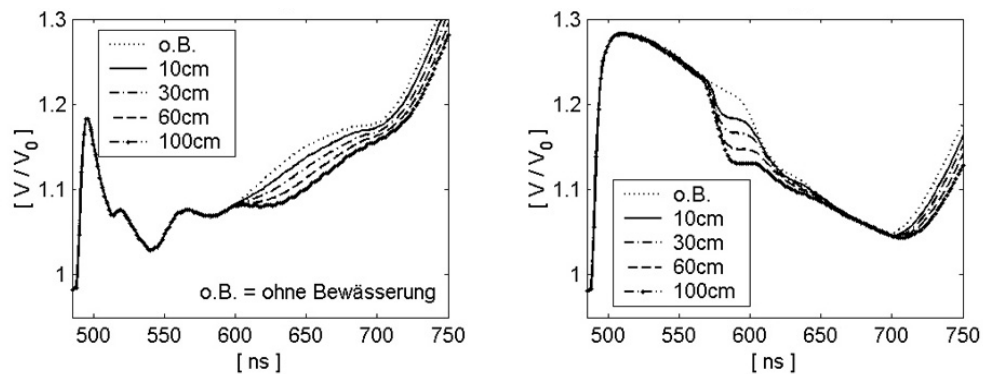 1.3
1.2
1.1
1
[ V / V0 ]
o.B.
10cm
30cm
60cm
100cm
o.B. = ohne Bewässerung
500 550 600 650 700 750
[ ns ]
1.3
1.2
1.1
1
[ V / V0 ]
o.B.
10cm
30cm
60cm
100cm
500 550 600 650 700 750
[ ns ]